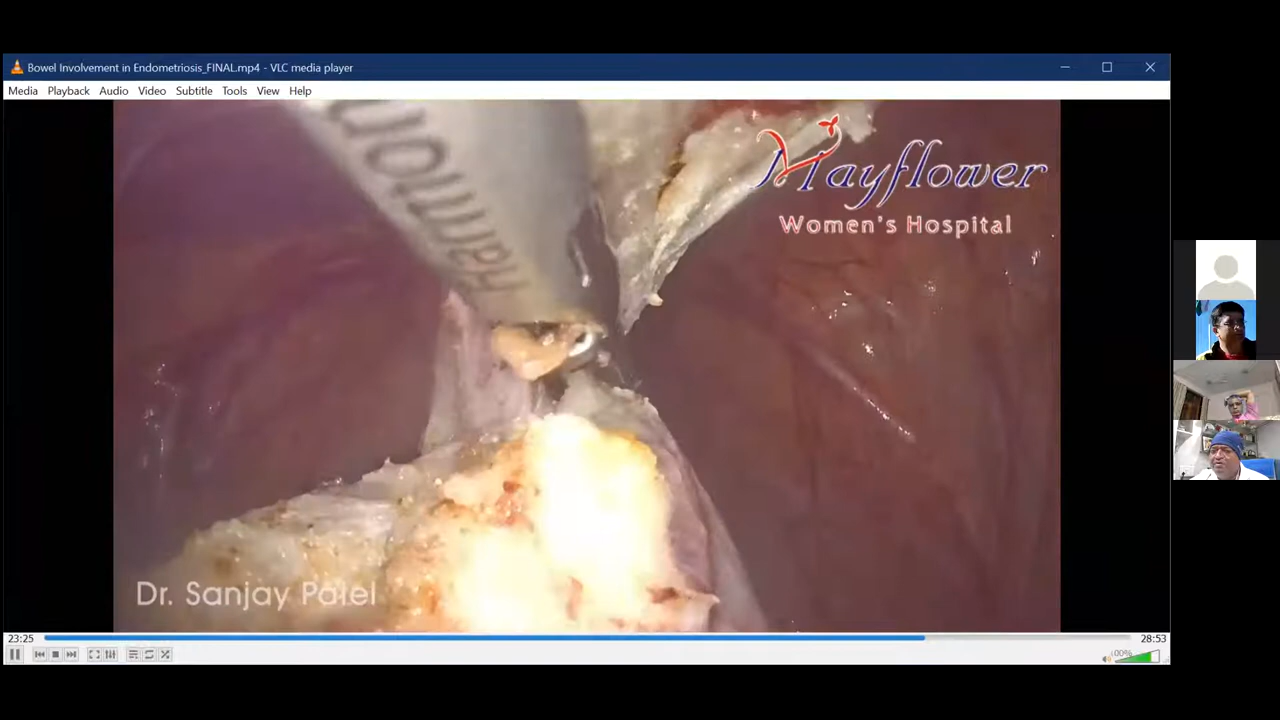 Bowel Involvement in Endometriosis_FINAL.mp4 - VLC media player
Media Playback Audio Video Subtitle Tools View Help
Mayflower
Women's Hospital
Dr. Sanjay Patel
23:25
28:53